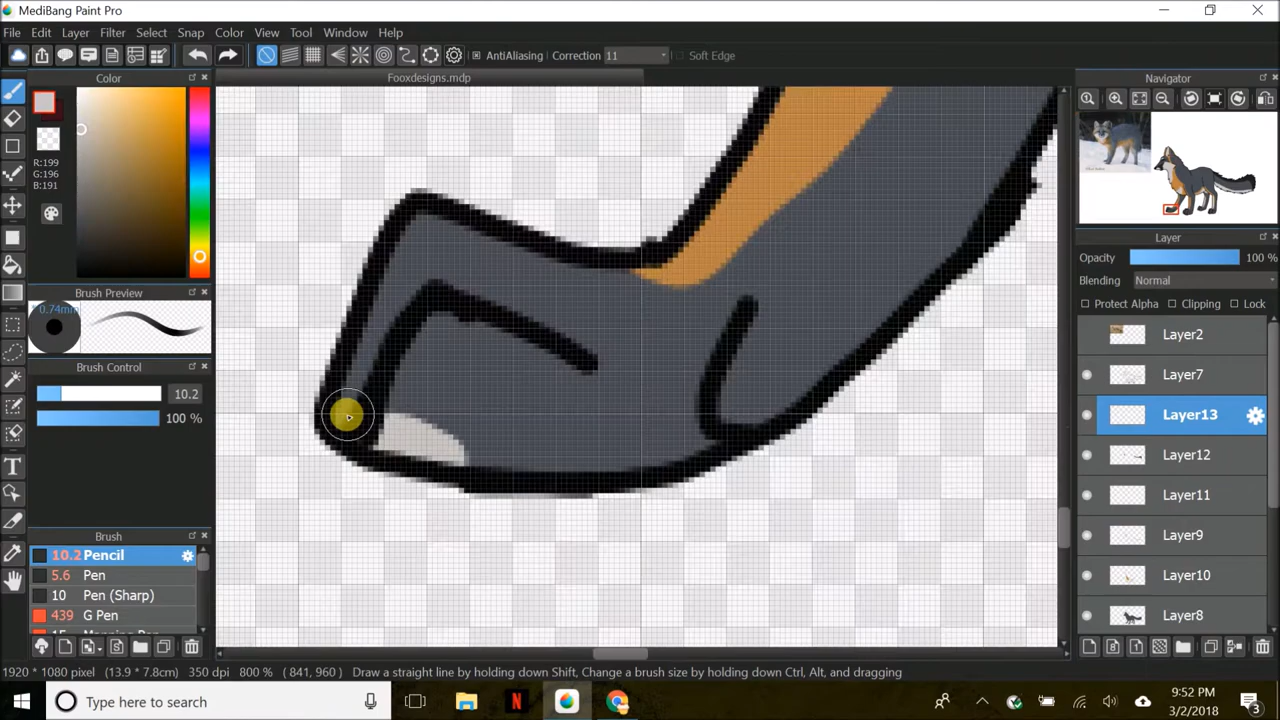 MediBang Paint Pro
File Edit Layer Filter Select Snap Color View Tool Window Help
AntiAliasing Correction 11 Soft Edge
Color
Fooxdesigns.mdp
Navigator
R:199
G:196
B:191
Brush Preview
0.74mm
Brush Control
10.2
100 %
Layer
Opacity 100 %
Blending Normal
Protect Alpha Clipping Lock
Layer2
Layer7
Layer13
Layer12
Layer11
Layer9
Layer10
Layer8
Brush
10.2 Pencil
5.6 Pen
10 Pen (Sharp)
439 G Pen
1920 * 1080 pixel (13.9 * 7.8cm) 350 dpi 800 % (841, 960) Draw a straight line by holding down Shift, Change a brush size by holding down Ctrl, Alt, and dragging
Type here to search
9:52 PM
3/2/2018
3